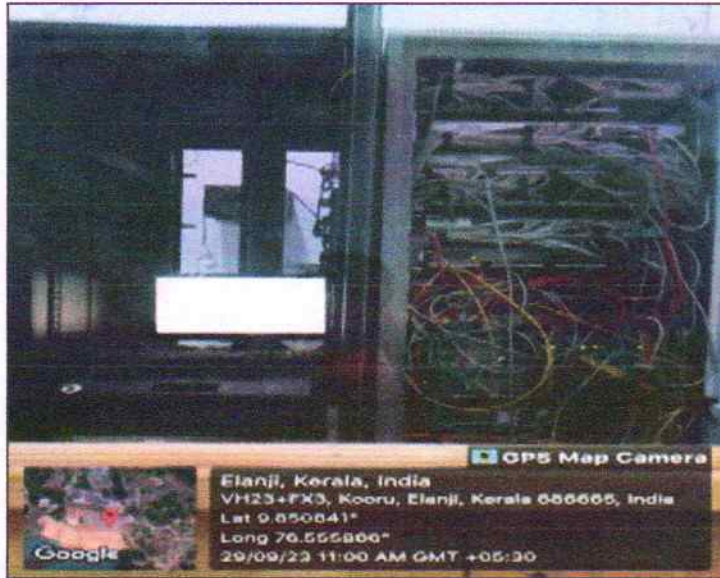 GPS Map Camera
Elanji, Kerala, India
VH23+FX3, Kooru, Elanji, Kerala 686665, India
Lat 9.850841°
Long 76.555866°
29/09/23 11:00 AM GMT +05:30
Google